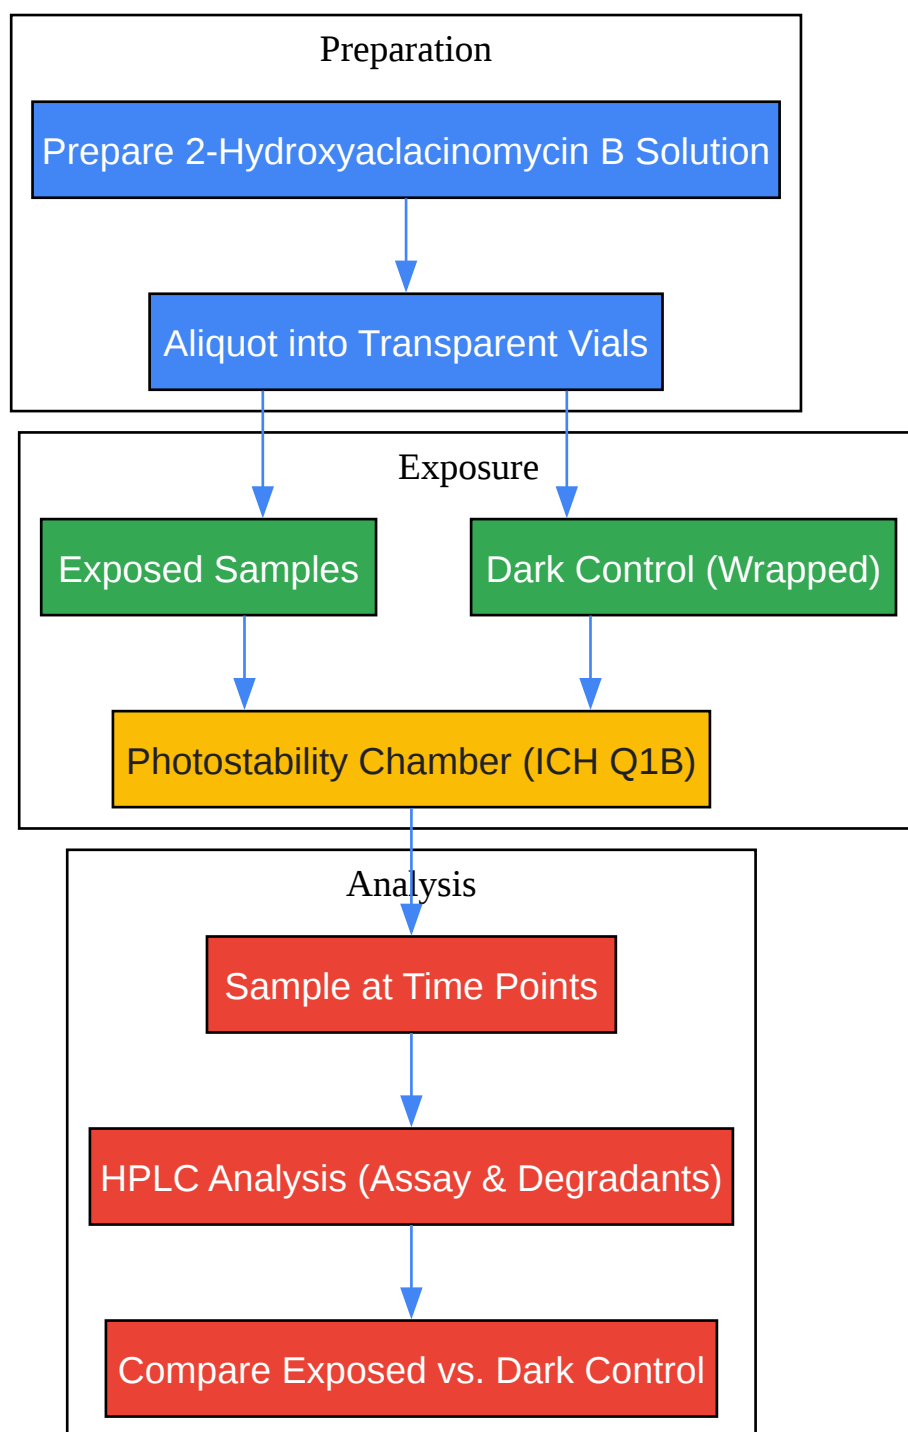 Preparation
Prepare 2-Hydroxyaclacinomycin B Solution
Aliquot into Transparent Vials
Exposure
Exposed Samples
Dark Control (Wrapped)
Photostability Chamber (ICH Q1B)
Analysis
Sample at Time Points
HPLC Analysis (Assay & Degradants)
Compare Exposed vs. Dark Control